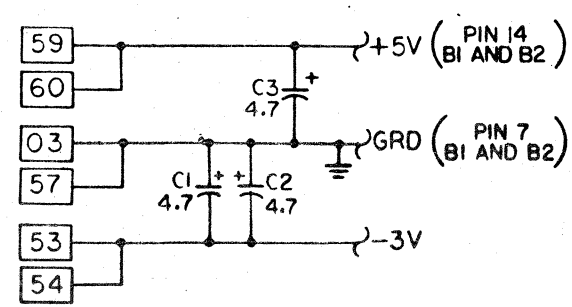 59
+5V (PIN 14
B1 AND B2)
60
C3 +
4.7
03
GRD (PIN 7
B1 AND B2)
57
C1 + + C2
4.7 4.7
53
-3V
54